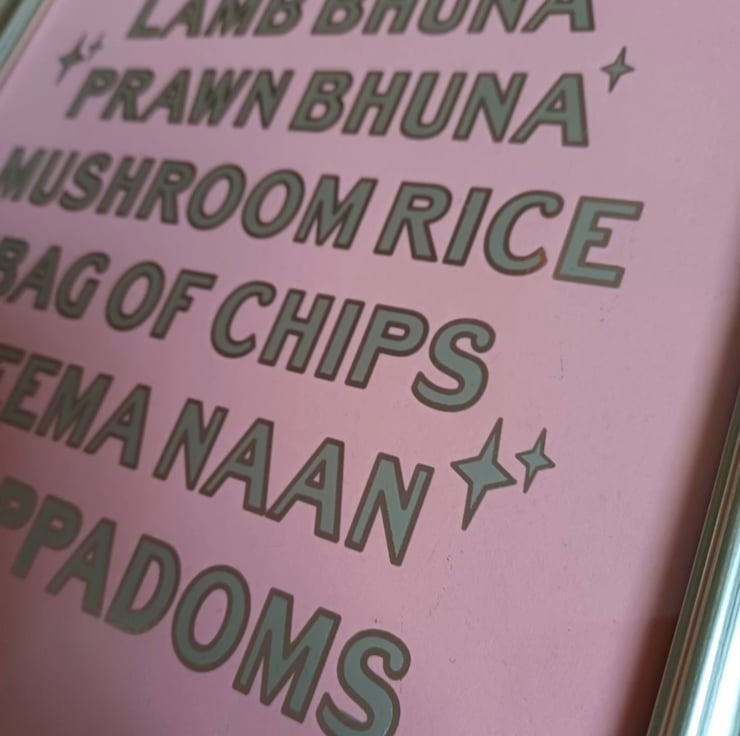 LAMB BHUNA
PRAWN BHUNA
MUSHROOM RICE
BAG OF CHIPS
EEMA NAAN
PPADOMS